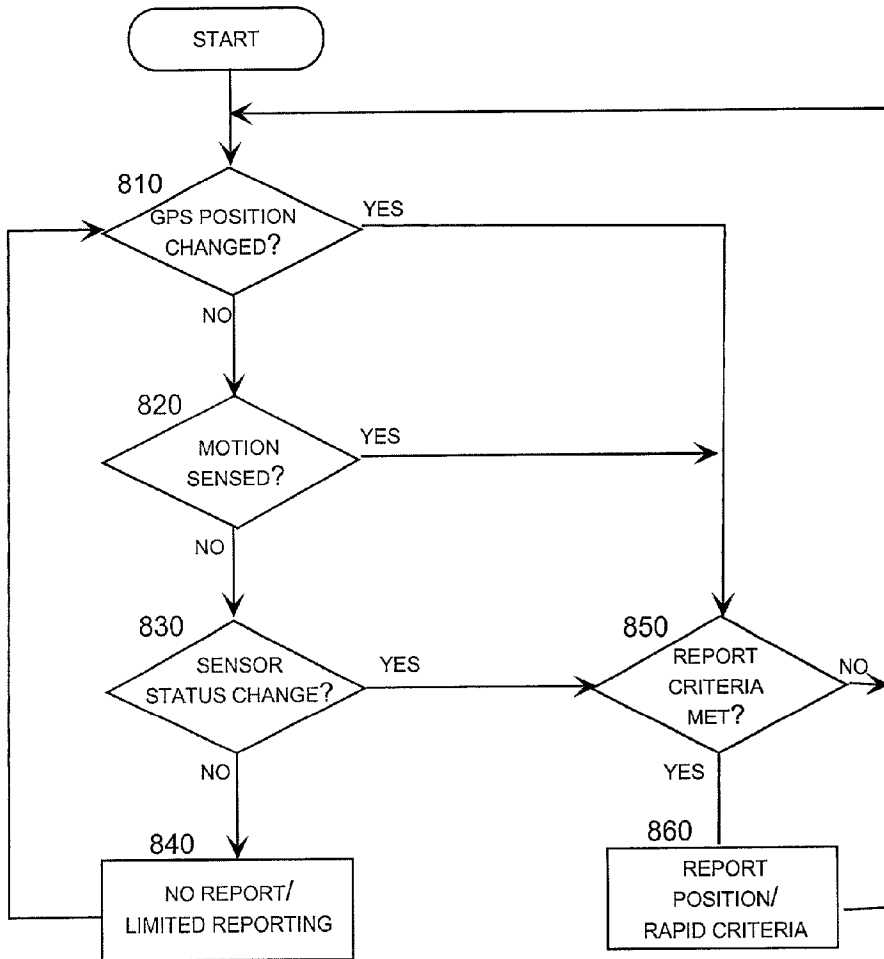 START
810
GPS POSITION
CHANGED?
YES
NO
820
MOTION
SENSED?
YES
NO
830
SENSOR
STATUS CHANGE?
YES
NO
840
NO REPORT/
LIMITED REPORTING
850
REPORT
CRITERIA
MET?
NO
YES
860
REPORT
POSITION/
RAPID CRITERIA